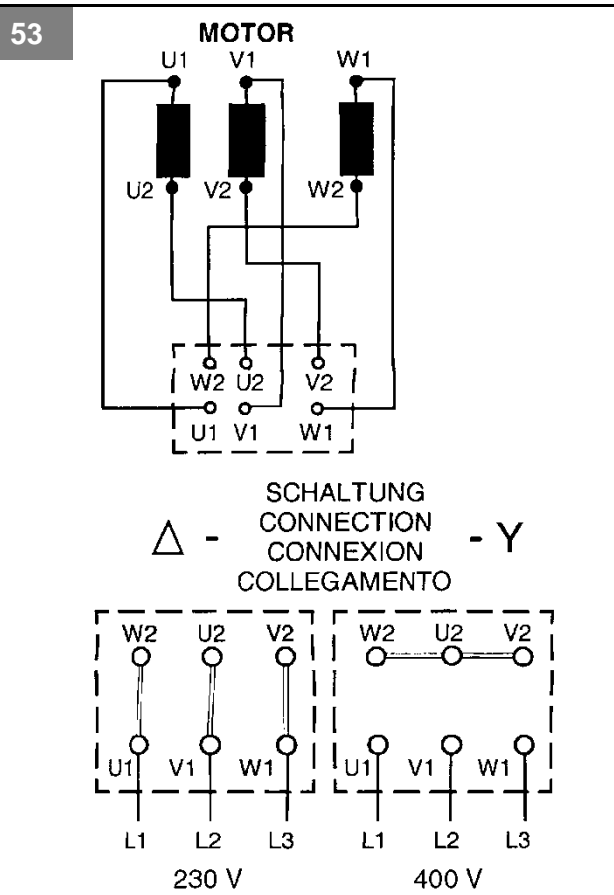 53
MOTOR
U1 V1 W1
U2 V2 W2
W2 U2 V2
U1 V1 W1
SCHALTUNG
Δ - CONNECTION - Y
CONNEXION
COLLEGAMENTO
W2 U2 V2 W2 U2 V2
U1 V1 W1 U1 V1 W1
L1 L2 L3 L1 L2 L3
230 V 400 V